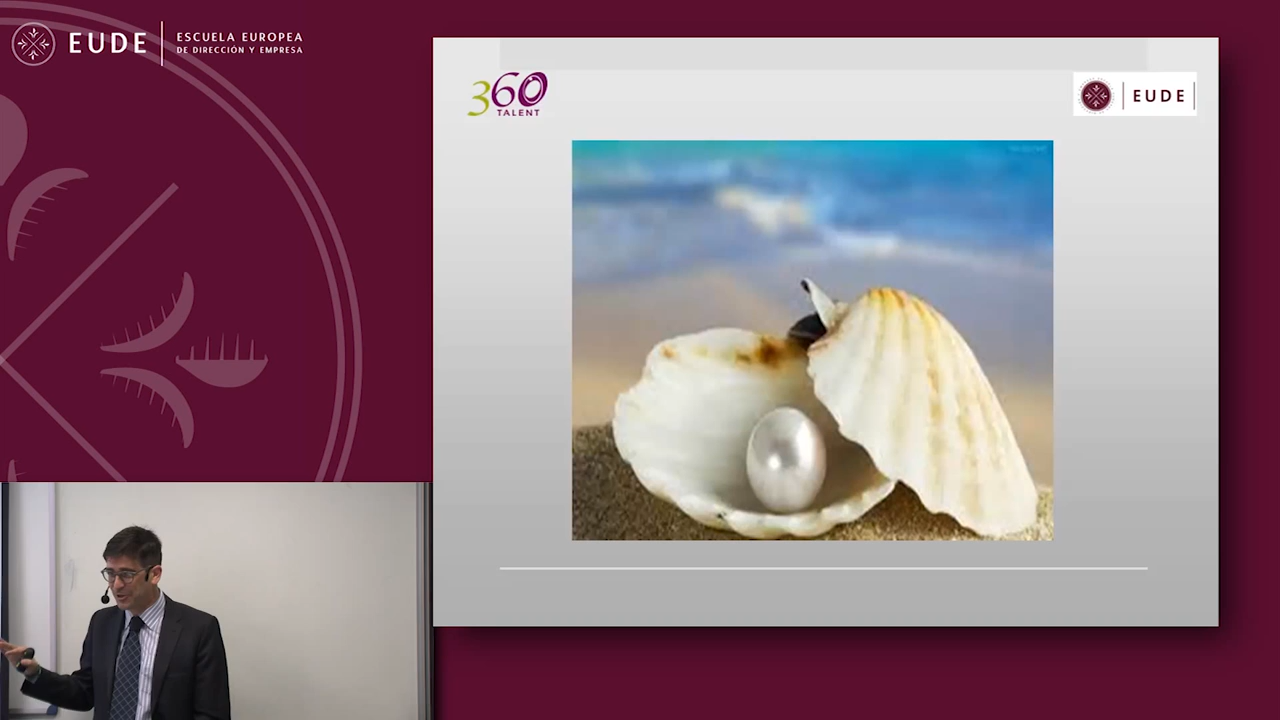 EUDE
ESCUELA EUROPEA
DE DIRECCIÓN Y EMPRESA
360
TALENT
EUDE